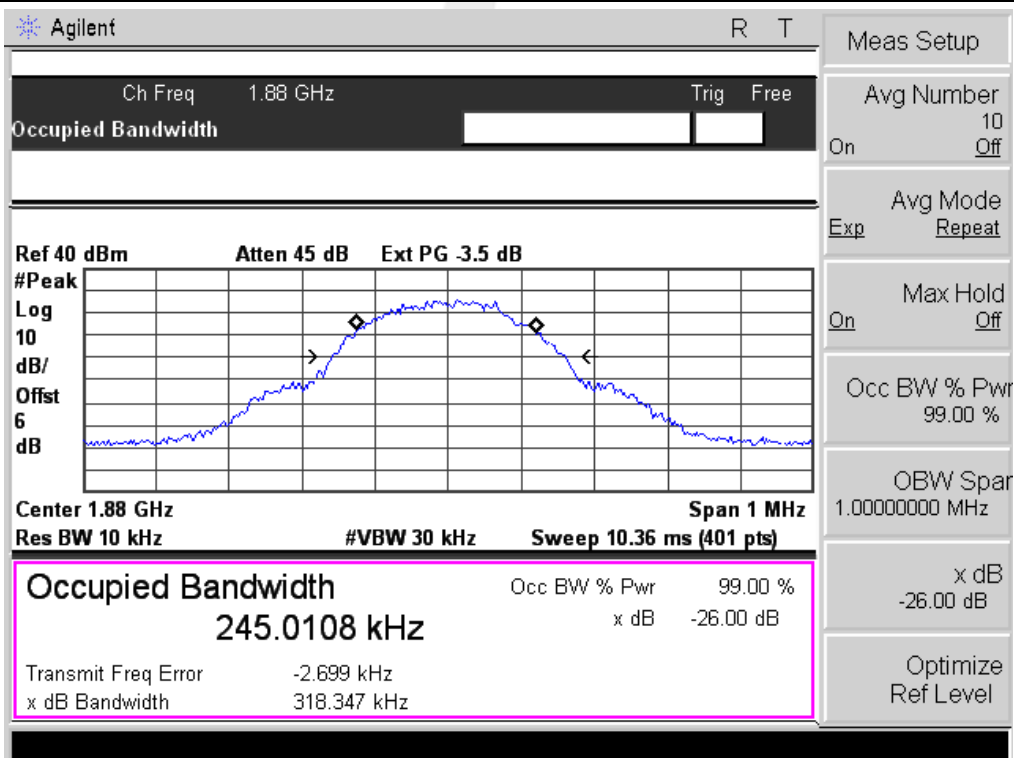 Agilent R T
Ch Freq 1.88 GHz Trig Free
Occupied Bandwidth
Ref 40 dBm Atten 45 dB Ext PG -3.5 dB
#Peak
Log
10
dB/
Offst
6
dB
Center 1.88 GHz Span 1 MHz
Res BW 10 kHz #VBW 30 kHz Sweep 10.36 ms (401 pts)
Occupied Bandwidth Occ BW % Pwr 99.00 %
245.0108 kHz x dB -26.00 dB
Transmit Freq Error -2.699 kHz
x dB Bandwidth 318.347 kHz
Meas Setup
Avg Number
10
On Off
Avg Mode
Exp Repeat
Max Hold
On Off
Occ BW % Pwr
99.00 %
OBW Span
1.00000000 MHz
x dB
-26.00 dB
Optimize
Ref Level